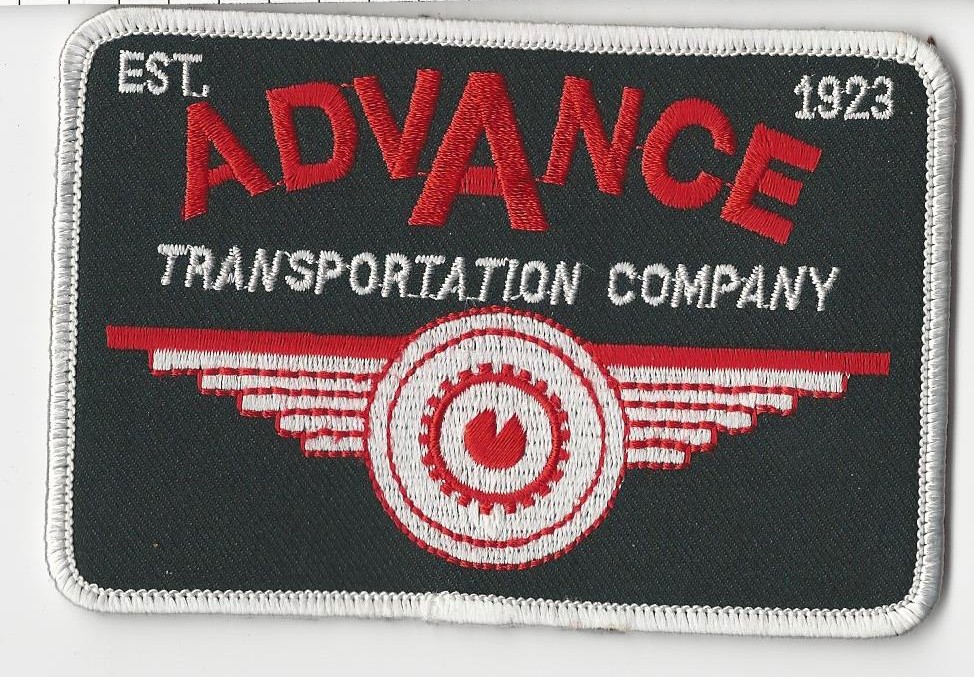 EST. 1923
ADVANCE
TRANSPORTATION COMPANY